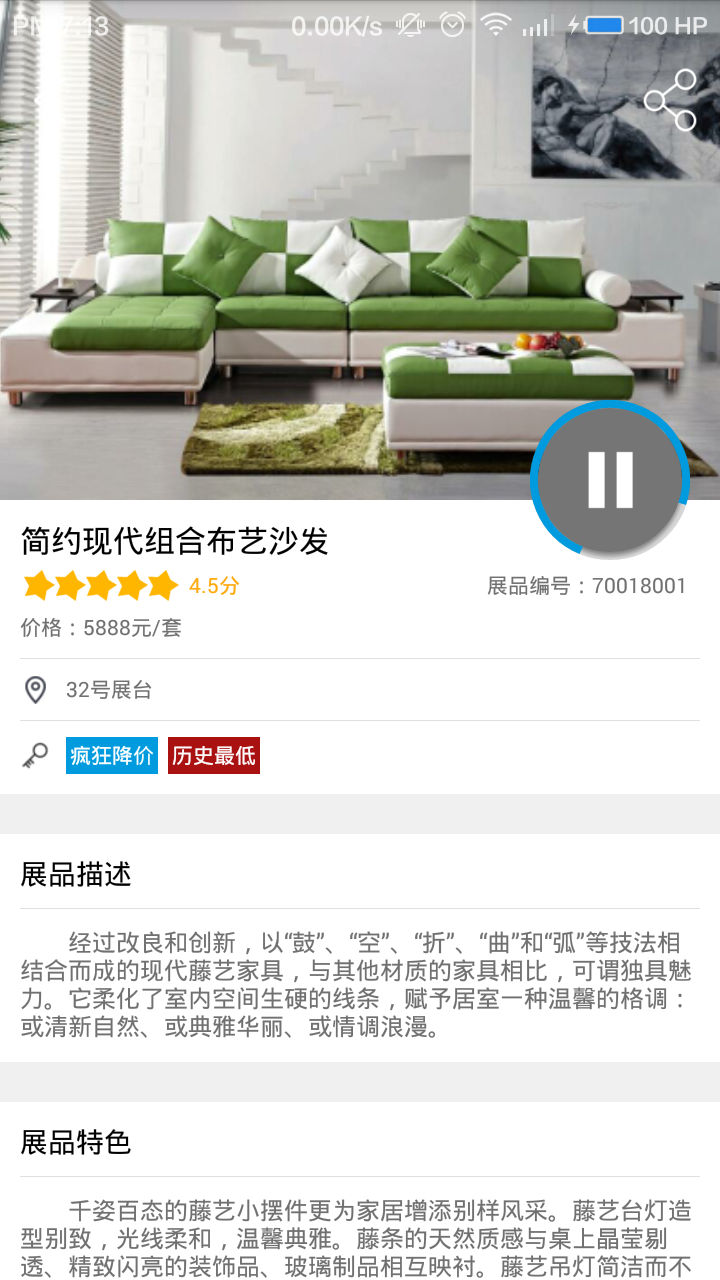 PM 7:13 0.00K/s 100 HP
简约现代组合布艺沙发
4.5分 展品编号：70018001
价格：5888元/套
32号展台
疯狂降价 历史最低
展品描述
经过改良和创新，以“鼓”、“空”、“折”、“曲”和“弧”等技法相
结合而成的现代藤艺家具，与其他材质的家具相比，可谓独具魅
力。它柔化了室内空间生硬的线条，赋予居室一种温馨的格调：
或清新自然、或典雅华丽、或情调浪漫。
展品特色
千姿百态的藤艺小摆件更为家居增添别样风采。藤艺台灯造
型别致，光线柔和，温馨典雅。藤条的天然质感与桌上晶莹剔
透、精致闪亮的装饰品、玻璃制品相互映衬。藤艺吊灯简洁而不